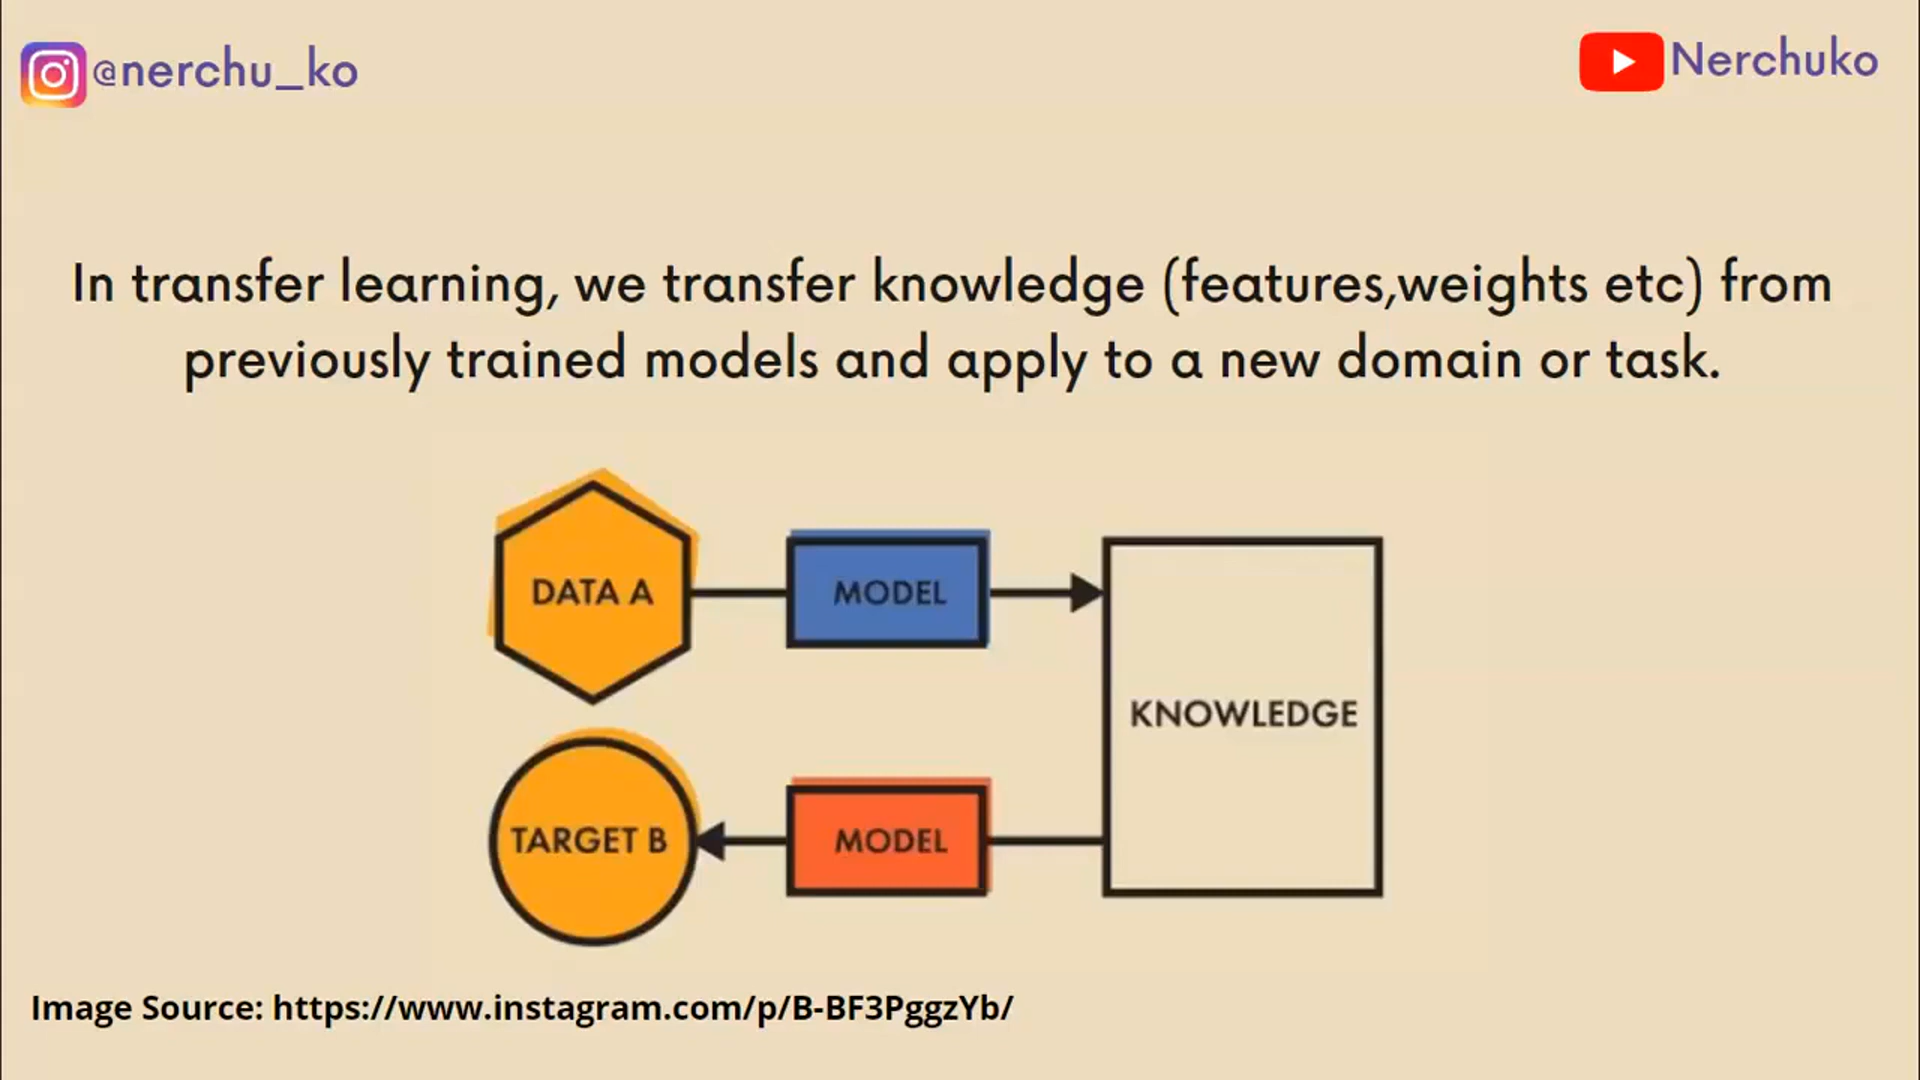 @nerchu_ko
Nerchuko
In transfer learning, we transfer knowledge (features,weights etc) from
previously trained models and apply to a new domain or task.
DATA A
MODEL
KNOWLEDGE
TARGET B
MODEL
Image Source: https://www.instagram.com/p/B-BF3PggzYb/